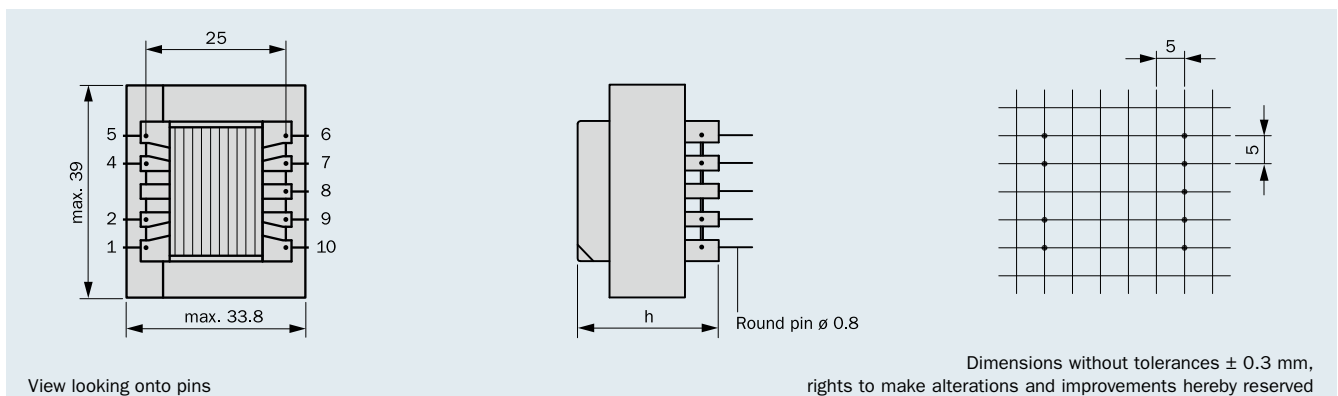 25
5
6
4
7
8
2
9
1
10
max. 39
max. 33.8
h
Round pin ø 0.8
5
5
View looking onto pins
Dimensions without tolerances ± 0.3 mm,
rights to make alterations and improvements hereby reserved